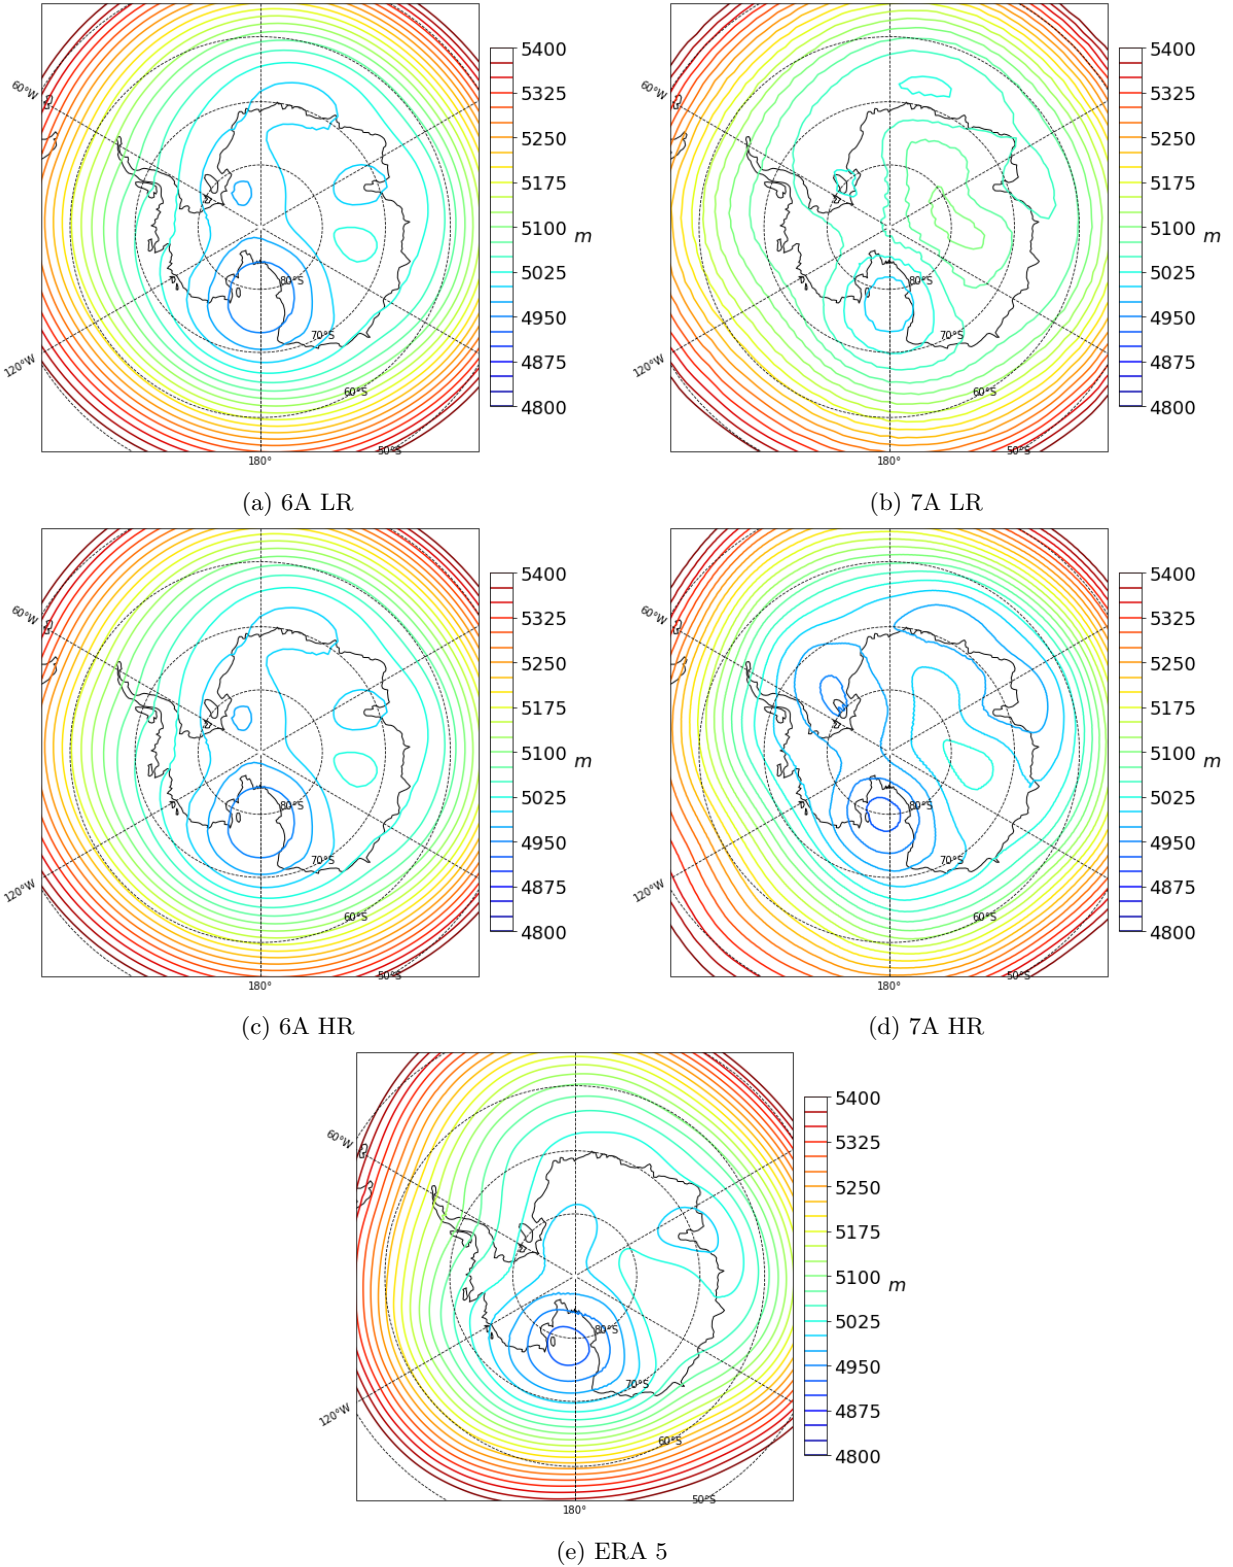 60°W
120°W
180°
80°S
70°S
60°S
50°S
5400
5325
5250
5175
5100
5025
4950
4875
4800
m
(a) 6A LR
60°W
120°W
180°
80°S
70°S
60°S
50°S
5400
5325
5250
5175
5100
5025
4950
4875
4800
m
(b) 7A LR
60°W
120°W
180°
80°S
70°S
60°S
50°S
5400
5325
5250
5175
5100
5025
4950
4875
4800
m
(c) 6A HR
60°W
120°W
180°
80°S
70°S
60°S
50°S
5400
5325
5250
5175
5100
5025
4950
4875
4800
m
(d) 7A HR
60°W
120°W
180°
80°S
70°S
60°S
50°S
5400
5325
5250
5175
5100
5025
4950
4875
4800
m
(e) ERA 5